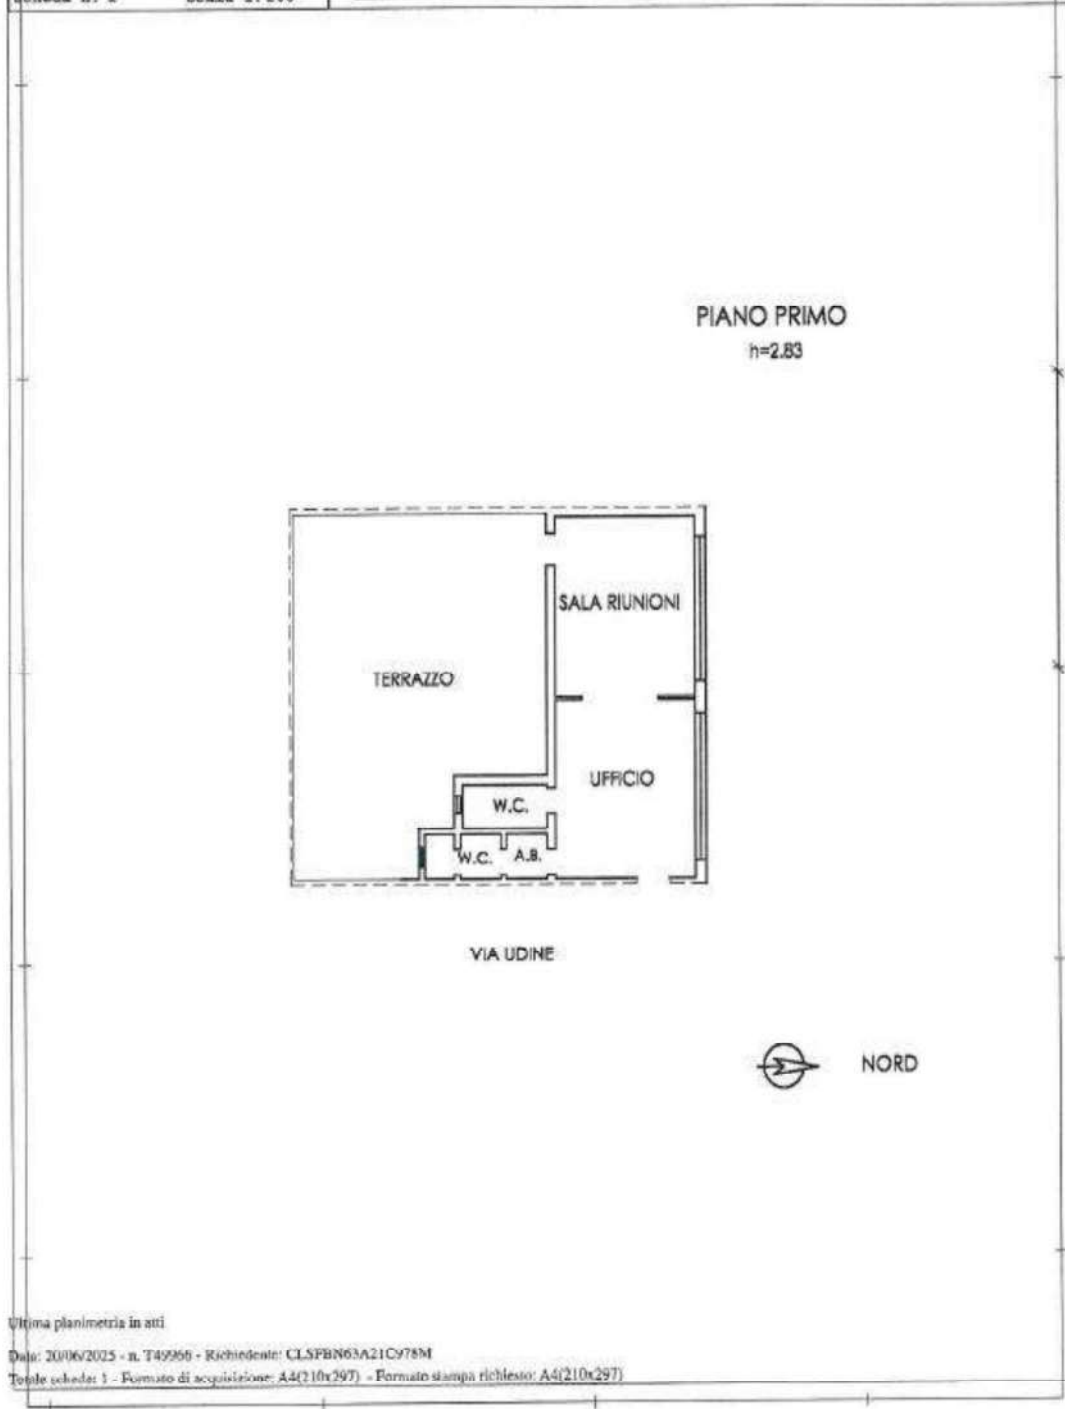 PIANO PRIMO
h=2.83
SALA RIUNIONI
TERRAZZO
UFFICIO
W.C.
W.C.
A.B.
VIA UDINE
NORD
Ultima planimetria in atti
Data: 20/06/2025 - n. T49966 - Richiedente: CLSFBN63A21C978M
Totale schede: 1 - Formato di acquisizione: A4(210x297) - Formato stampa richiesto: A4(210x297)